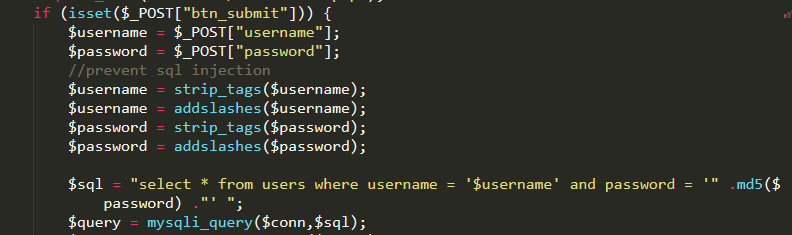 if (isset($_POST["btn_submit"])) {
$username = $_POST["username"];
$password = $_POST["password"];
//prevent sql injection
$username = strip_tags($username);
$username = addslashes($username);
$password = strip_tags($password);
$password = addslashes($password);
$sql = "select * from users where username = '$username' and password = '" .md5($
password) ."' ";
$query = mysqli_query($conn,$sql);